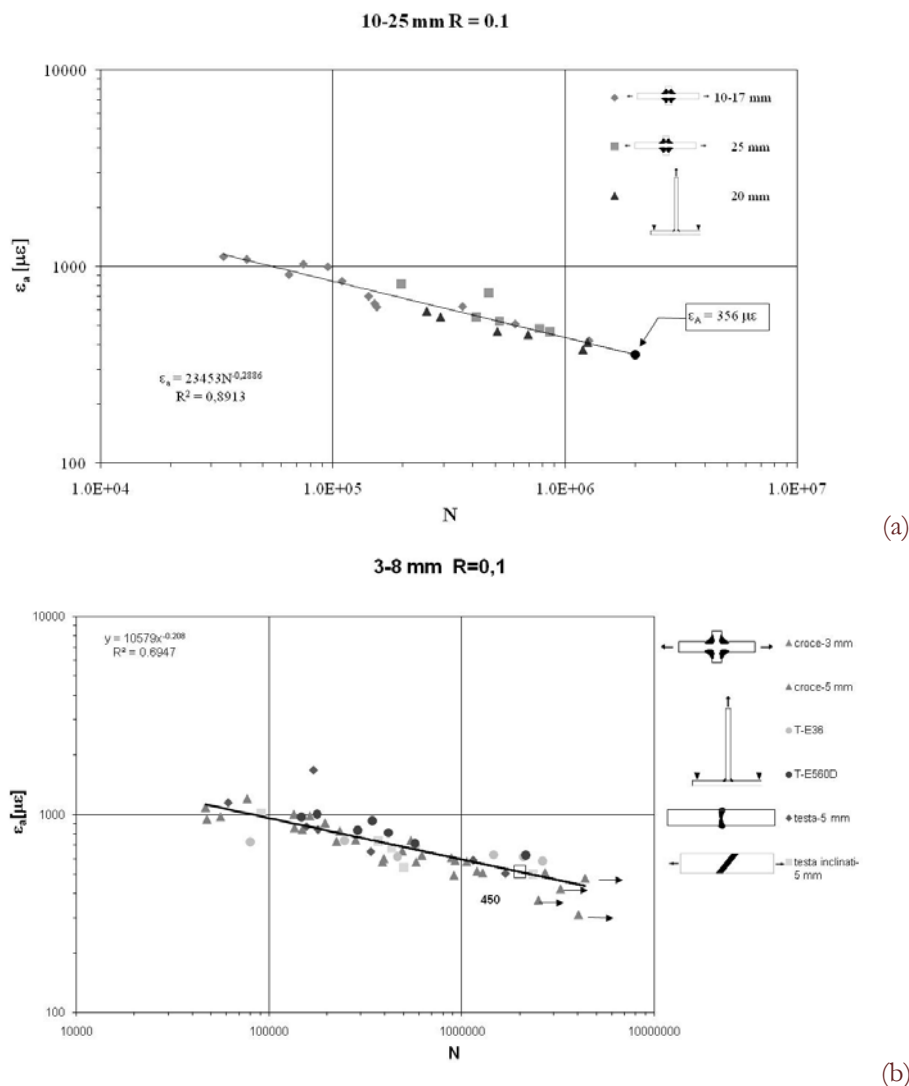 10-25 mm R = 0.1
10000
1000
100
εa [με]
10-17 mm
25 mm
20 mm
εA = 356 με
εa = 23453N^-0,2886
R² = 0,8913
1.0E+04 1.0E+05 1.0E+06 1.0E+07
N
(a)
3-8 mm R=0,1
10000
1000
100
εa[με]
y = 10579x^-0.208
R² = 0.6947
croce-3 mm
croce-5 mm
T-E36
T-E560D
testa-5 mm
testa inclinati-
5 mm
450
10000 100000 1000000 10000000
N
(b)